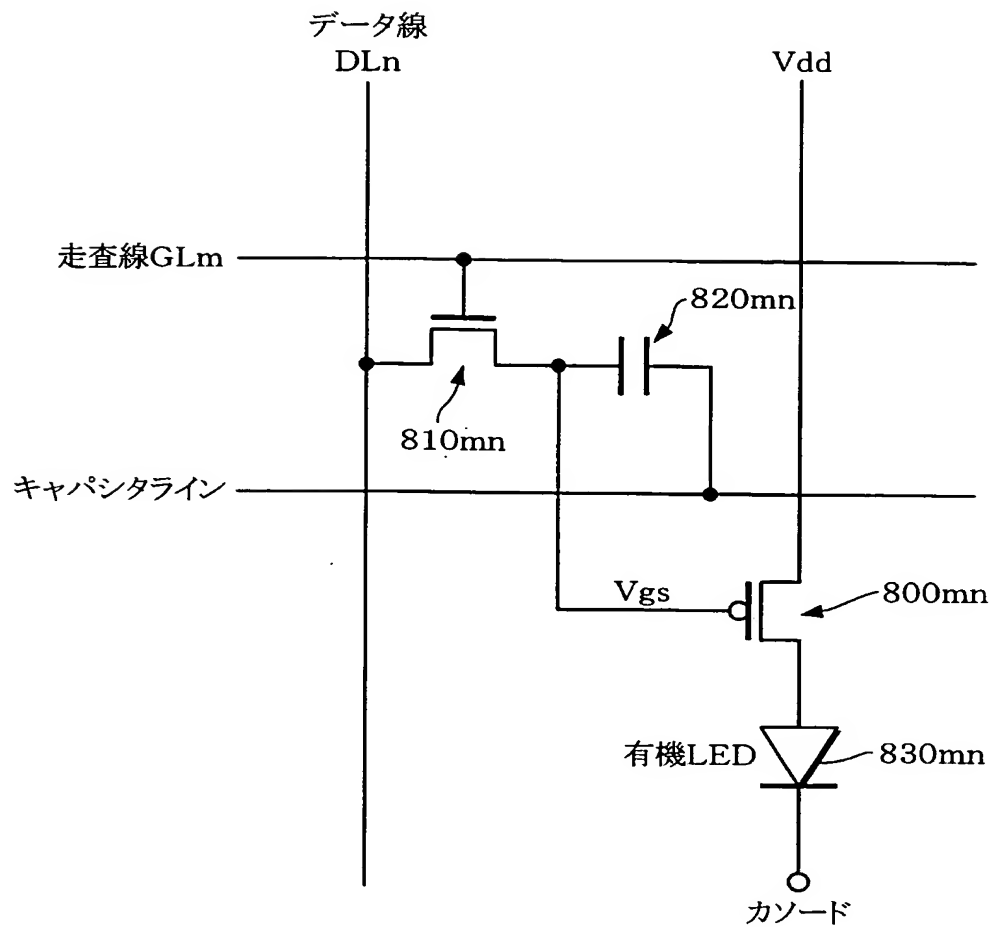 データ線
DLn
Vdd
走査線GLm
820mn
810mn
キャパシタライン
Vgs
800mn
有機LED
830mn
カソード